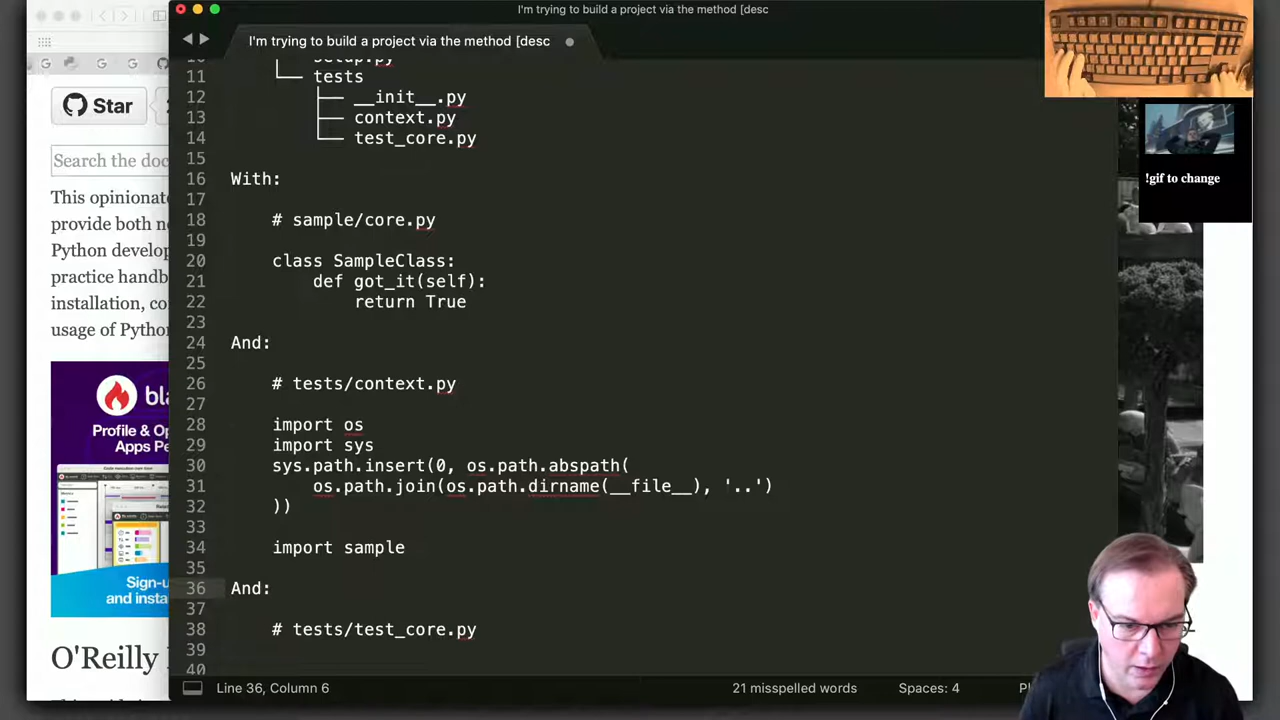 I'm trying to build a project via the method [desc
I'm trying to build a project via the method [desc
10 setup.py
11 └── tests
12 ├── __init__.py
13 ├── context.py
14 └── test_core.py
15
16 With:
17
18 # sample/core.py
19
20 class SampleClass:
21 def got_it(self):
22 return True
23
24 And:
25
26 # tests/context.py
27
28 import os
29 import sys
30 sys.path.insert(0, os.path.abspath(
31 os.path.join(os.path.dirname(__file__), '..')
32 ))
33
34 import sample
35
36 And:
37
38 # tests/test_core.py
39
40
Line 36, Column 6
21 misspelled words
Spaces: 4
Star
Search the doc
This opinionate
provide both no
Python develop
practice handb
installation, co
usage of Pytho
Profile & Op
Apps Pe
Sign-u
and insta
O'Reilly
!gif to change